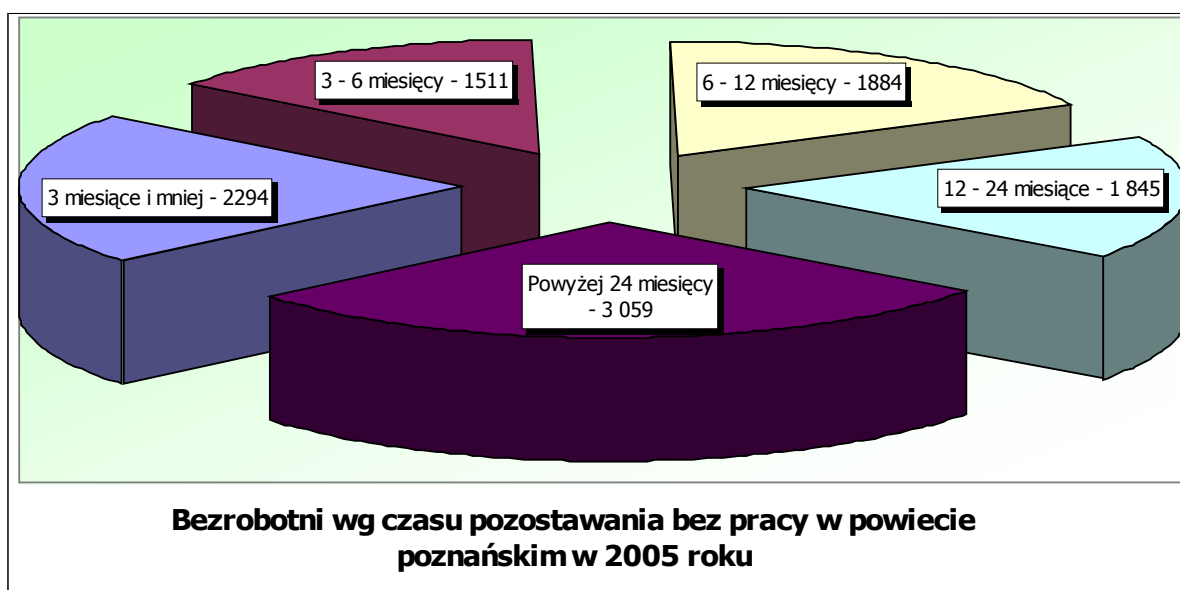 3 - 6 miesięcy - 1511
6 - 12 miesięcy - 1884
3 miesiące i mniej - 2294
12 - 24 miesiące - 1 845
Powyżej 24 miesięcy
- 3 059
Bezrobotni wg czasu pozostawania bez pracy w powiecie
poznańskim w 2005 roku